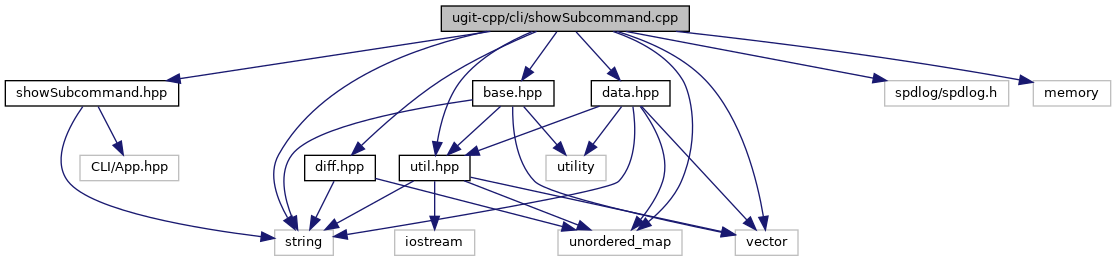 ugit-cpp/cli/showSubcommand.cpp
showSubcommand.hpp
base.hpp
data.hpp
spdlog/spdlog.h
memory
CLI/App.hpp
diff.hpp
util.hpp
utility
string
iostream
unordered_map
vector